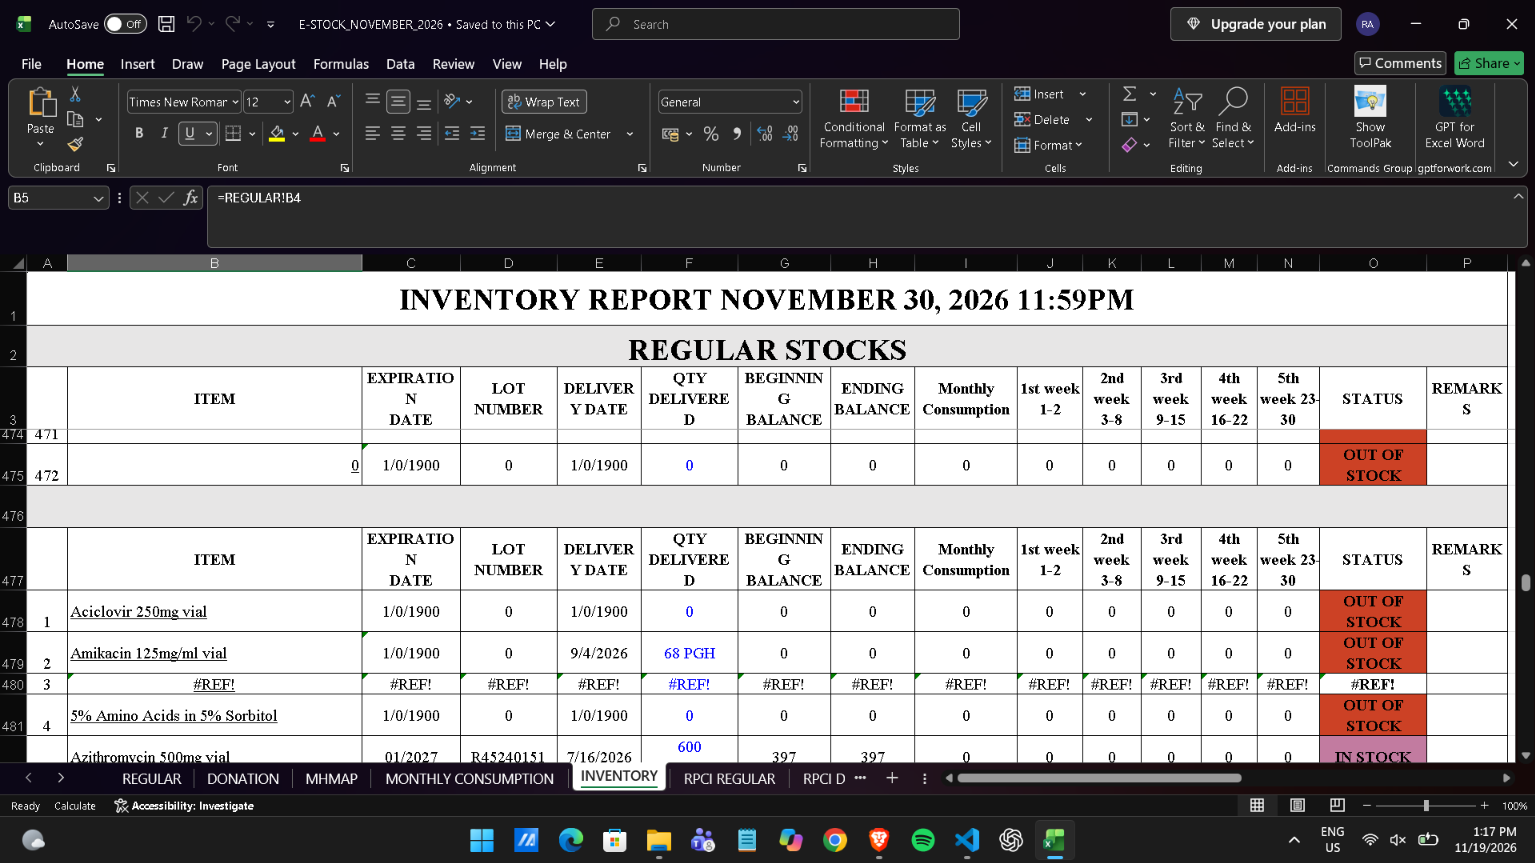 AutoSave Off E-STOCK_NOVEMBER_2026 • Saved to this PC Search Upgrade your plan RA
File Home Insert Draw Page Layout Formulas Data Review View Help Comments Share
Times New Roman 12 Wrap Text General Insert
Paste B I U Merge & Center % Conditional Formatting Format as Table Cell Styles Delete Sort & Filter Find & Select Add-ins Show ToolPak GPT for Excel Word
Format
Clipboard Font Alignment Number Styles Cells Editing Add-ins Commands Group gptforwork.com
B5 fx =REGULAR!B4
A B C D E F G H I J K L M N O P
1 INVENTORY REPORT NOVEMBER 30, 2026 11:59PM
2 REGULAR STOCKS
3 ITEM EXPIRATION DATE LOT NUMBER DELIVERY DATE QTY DELIVERED BEGINNING BALANCE ENDING BALANCE Monthly Consumption 1st week 1-2 2nd week 3-8 3rd week 9-15 4th week 16-22 5th week 23-30 STATUS REMARKS
474 471
475 472 0 1/0/1900 0 1/0/1900 0 0 0 0 0 0 0 0 0 OUT OF STOCK
476
477 ITEM EXPIRATION DATE LOT NUMBER DELIVERY DATE QTY DELIVERED BEGINNING BALANCE ENDING BALANCE Monthly Consumption 1st week 1-2 2nd week 3-8 3rd week 9-15 4th week 16-22 5th week 23-30 STATUS REMARKS
478 1 Aciclovir 250mg vial 1/0/1900 0 1/0/1900 0 0 0 0 0 0 0 0 0 OUT OF STOCK
479 2 Amikacin 125mg/ml vial 1/0/1900 0 9/4/2026 68 PGH 0 0 0 0 0 0 0 0 OUT OF STOCK
480 3 #REF! #REF! #REF! #REF! #REF! #REF! #REF! #REF! #REF! #REF! #REF! #REF! #REF! #REF!
481 4 5% Amino Acids in 5% Sorbitol 1/0/1900 0 1/0/1900 0 0 0 0 0 0 0 0 0 OUT OF STOCK
Azithromycin 500mg vial 01/2027 R45240151 7/16/2026 600 397 397 0 0 0 0 0 0 IN STOCK
REGULAR DONATION MHMAP MONTHLY CONSUMPTION INVENTORY RPCI REGULAR RPCI D
Ready Calculate Accessibility: Investigate 100%
ENG US 1:17 PM 11/19/2026